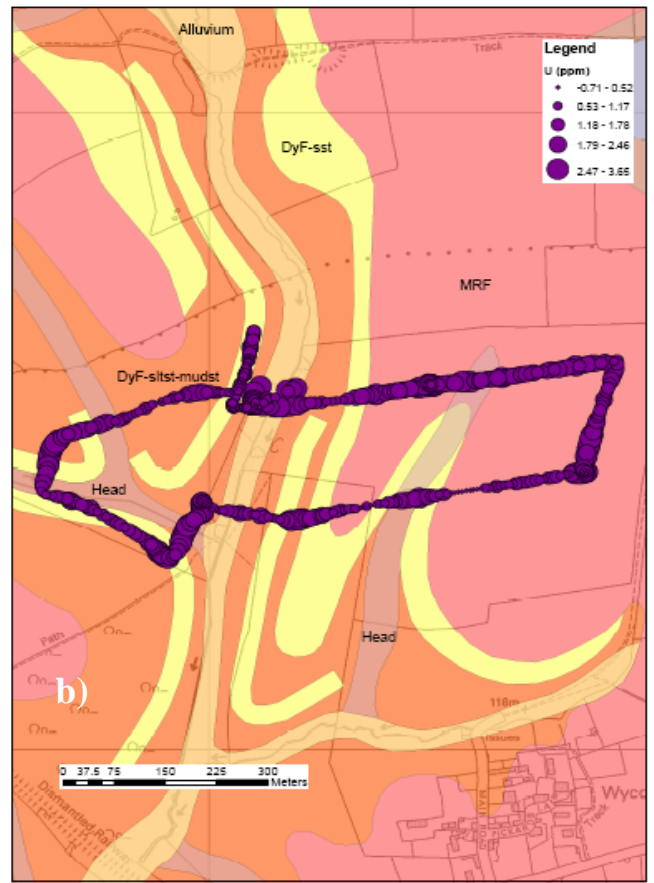 Alluvium
Track
Legend
U (ppm)
-0.71 - 0.52
0.53 - 1.17
1.18 - 1.78
1.79 - 2.46
2.47 - 3.65
DyF-sst
MRF
DyF-sltst-mudst
Head
Head
Path
b)
118m
Issues
0 37.5 75 150 225 300
Meters
Dismantled
Wyco
Track